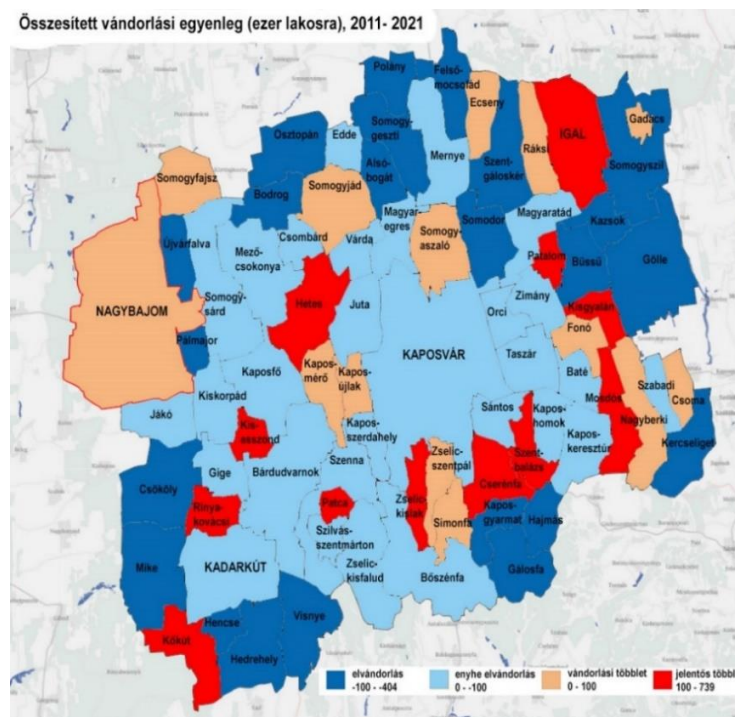 Összesített vándorlási egyenleg (ezer lakosra), 2011- 2021
Polány
Felső-
mocsolád
Ecseny
Osztopán
Edde
Somogy-
geszti
Mernye
Szent-
gáloskér
Ráksi
IGAL
Gadács
Somogyszil
Alsó-
bogát
Somogyfajsz
Bodrog
Somogyjád
Magyar-
egres
Somogy-
aszaló
Somodor
Magyaratád
Kazsok
Újvárfalva
Mező-
csokonya
Csombárd
Várda
Patalom
Büssü
Gölle
NAGYBAJOM
Somogy-
sárd
Hetes
Juta
Orci
Zimány
Kisgyalán
Fonó
Pálmajor
KAPOSVÁR
Kaposfő
Kapos-
mérő
Kapos-
újlak
Taszár
Baté
Szabadi
Kiskorpád
Mosdós
Csoma
Jákó
Kis-
asszond
Kapos-
szerdahely
Sántos
Kapos-
homok
Nagyberki
Kercseliget
Kapos-
keresztúr
Szenna
Zselic-
szentpál
Szent-
balázs
Gige
Bárdudvarnok
Cserénfa
Csököly
Rinya-
kovácsi
Patca
Zselic-
kislak
Simonfa
Kapos-
gyarmat
Hajmás
Szilvás-
szentmárton
Mike
KADARKÚT
Zselic-
kisfalud
Bőszénfa
Gálosfa
Kőkút
Hencse
Visnye
Hedrehely
elvándorlás
-100 - -404
enyhe elvándorlás
0 - -100
vándorlási többlet
0 - 100
jelentős többl
100 - 739